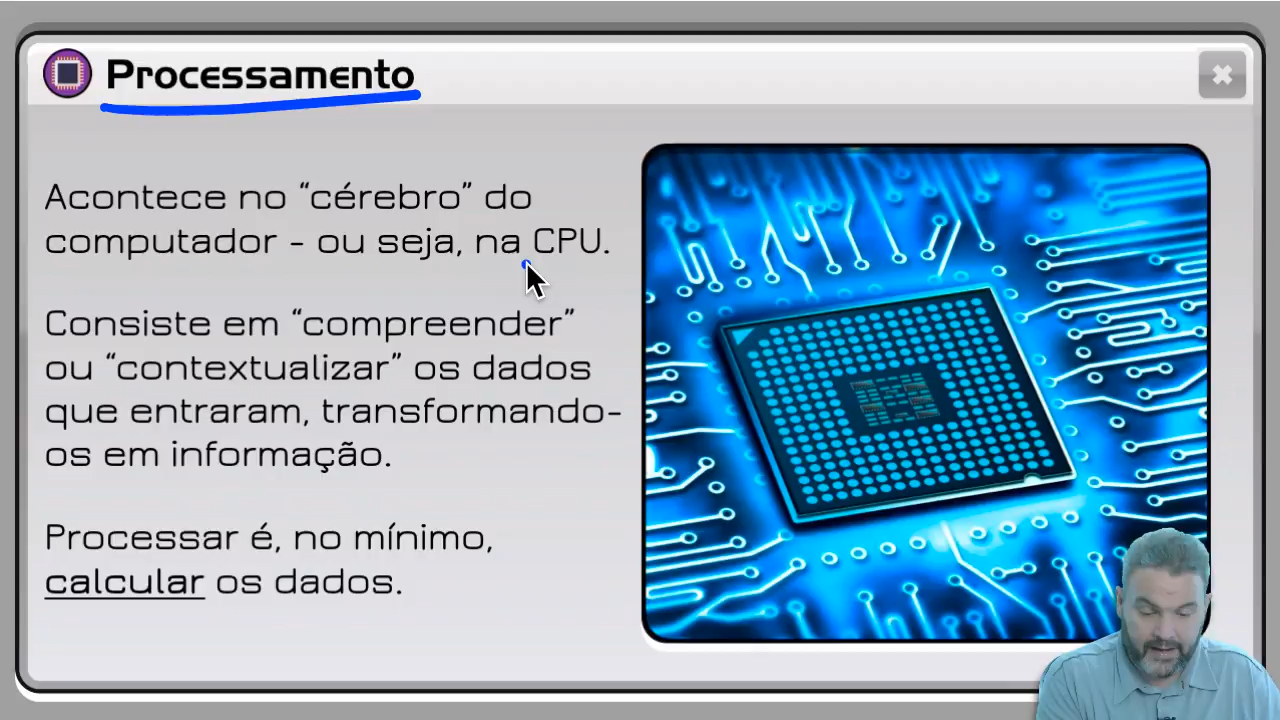 Processamento
Acontece no “cérebro” do
computador - ou seja, na CPU.
Consiste em “compreender”
ou “contextualizar” os dados
que entraram, transformando-
os em informação.
Processar é, no mínimo,
calcular os dados.